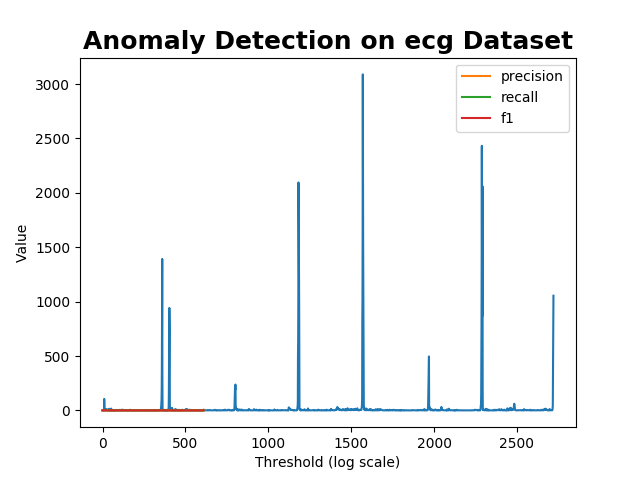 Anomaly Detection on ecg Dataset
precision
recall
f1
3000
2500
2000
1500
1000
500
0
Value
0 500 1000 1500 2000 2500
Threshold (log scale)